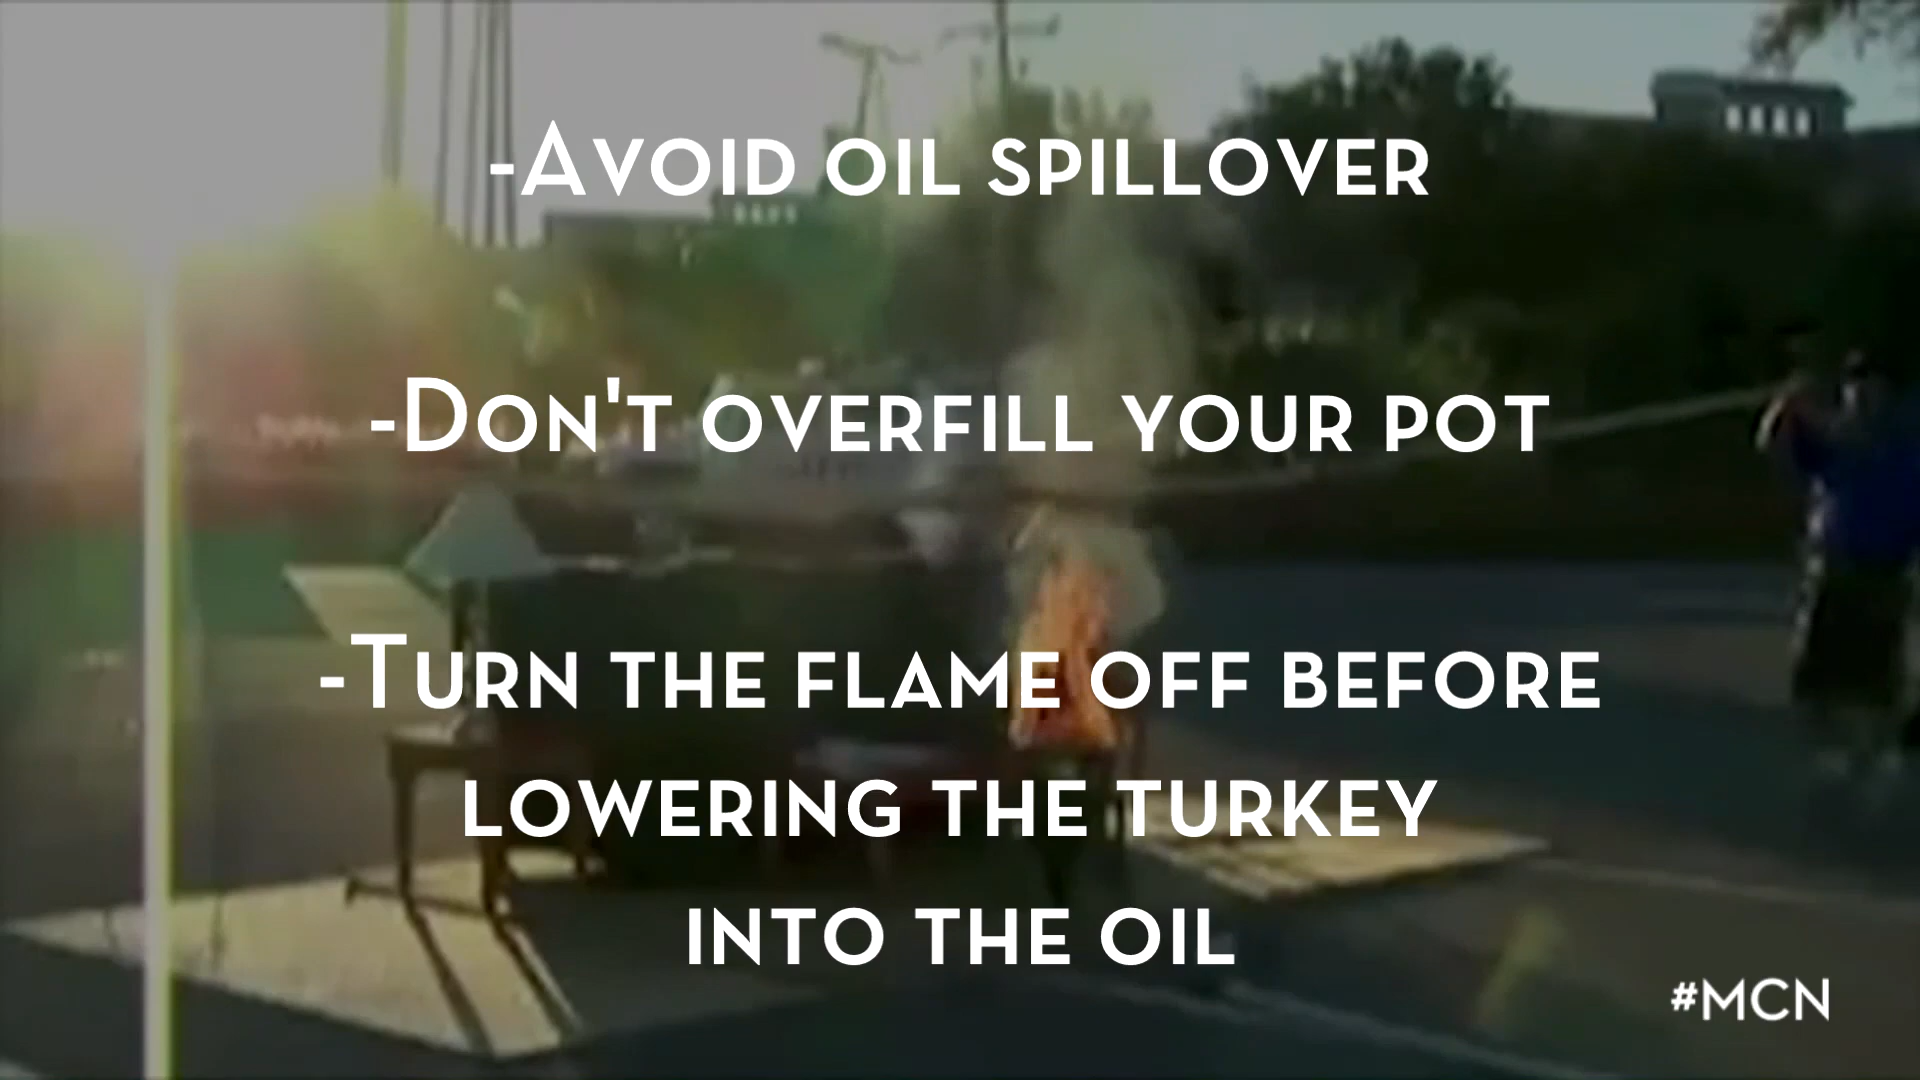 -Avoid oil spillover
-Don't overfill your pot
-Turn the flame off before
lowering the turkey
into the oil
#MCN